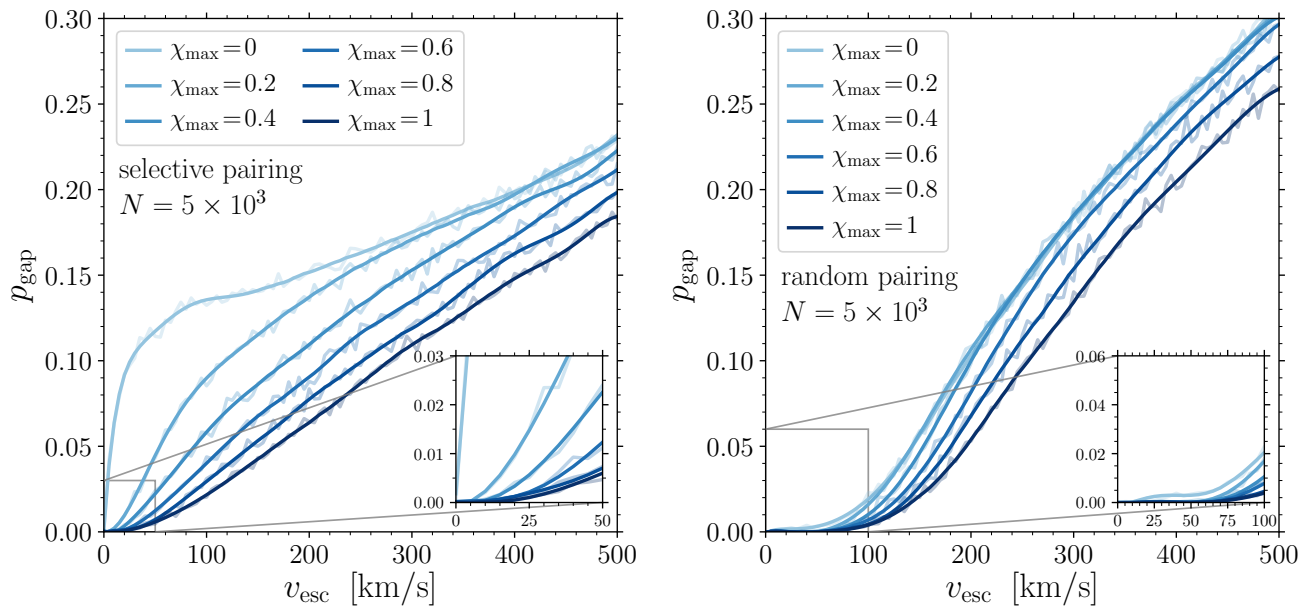 0.30
0.25
0.20
0.15
0.10
0.05
0.00
p_gap
χ_max=0
χ_max=0.2
χ_max=0.4
χ_max=0.6
χ_max=0.8
χ_max=1
selective pairing
N = 5 × 10³
0.03
0.02
0.01
0.00
0 25 50
0 100 200 300 400 500
v_esc [km/s]
0.30
0.25
0.20
0.15
0.10
0.05
0.00
p_gap
χ_max=0
χ_max=0.2
χ_max=0.4
χ_max=0.6
χ_max=0.8
χ_max=1
random pairing
N = 5 × 10³
0.06
0.04
0.02
0.00
0 25 50 75 100
0 100 200 300 400 500
v_esc [km/s]